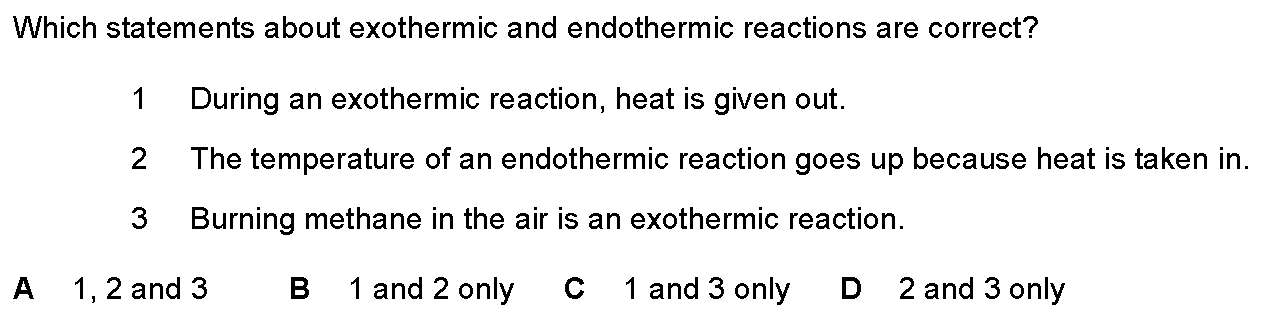 Which statements about exothermic and endothermic reactions are correct?
1 During an exothermic reaction, heat is given out.
2 The temperature of an endothermic reaction goes up because heat is taken in.
3 Burning methane in the air is an exothermic reaction.
A 1, 2 and 3 B 1 and 2 only C 1 and 3 only D 2 and 3 only